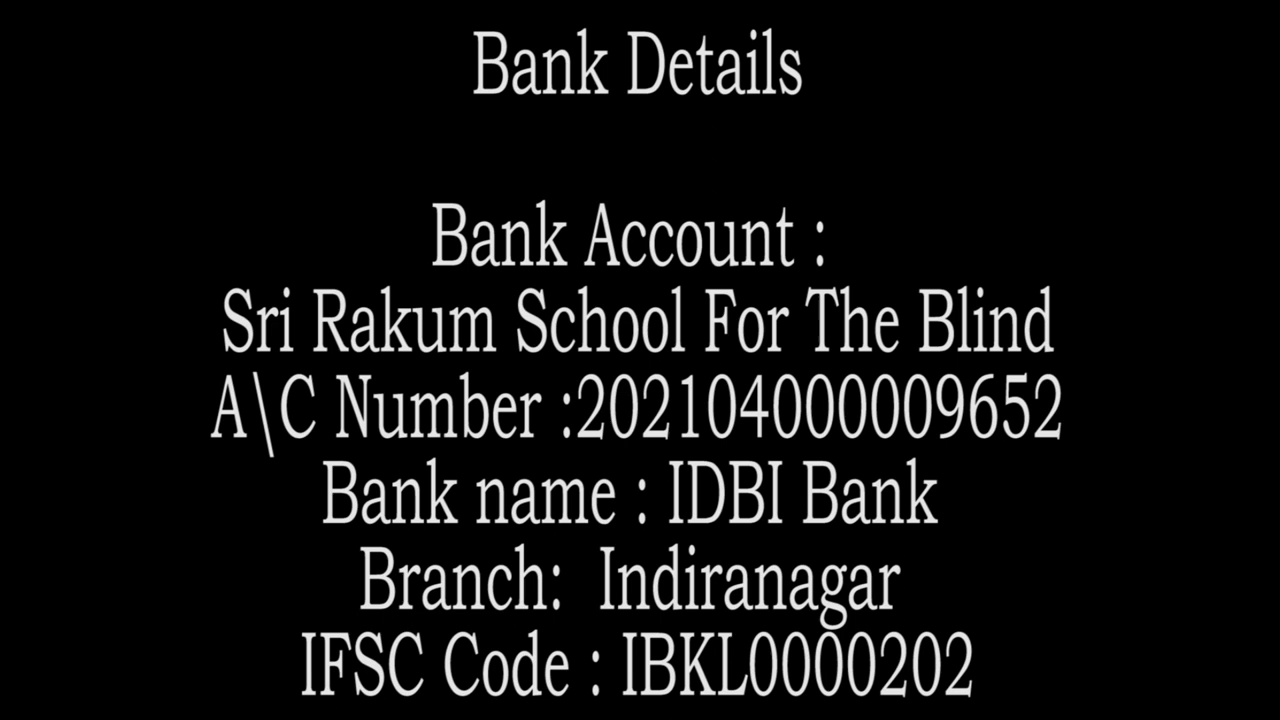 Bank Details
Bank Account :
Sri Rakum School For The Blind
A\C Number :202104000009652
Bank name : IDBI Bank
Branch:  Indiranagar
IFSC Code : IBKL0000202